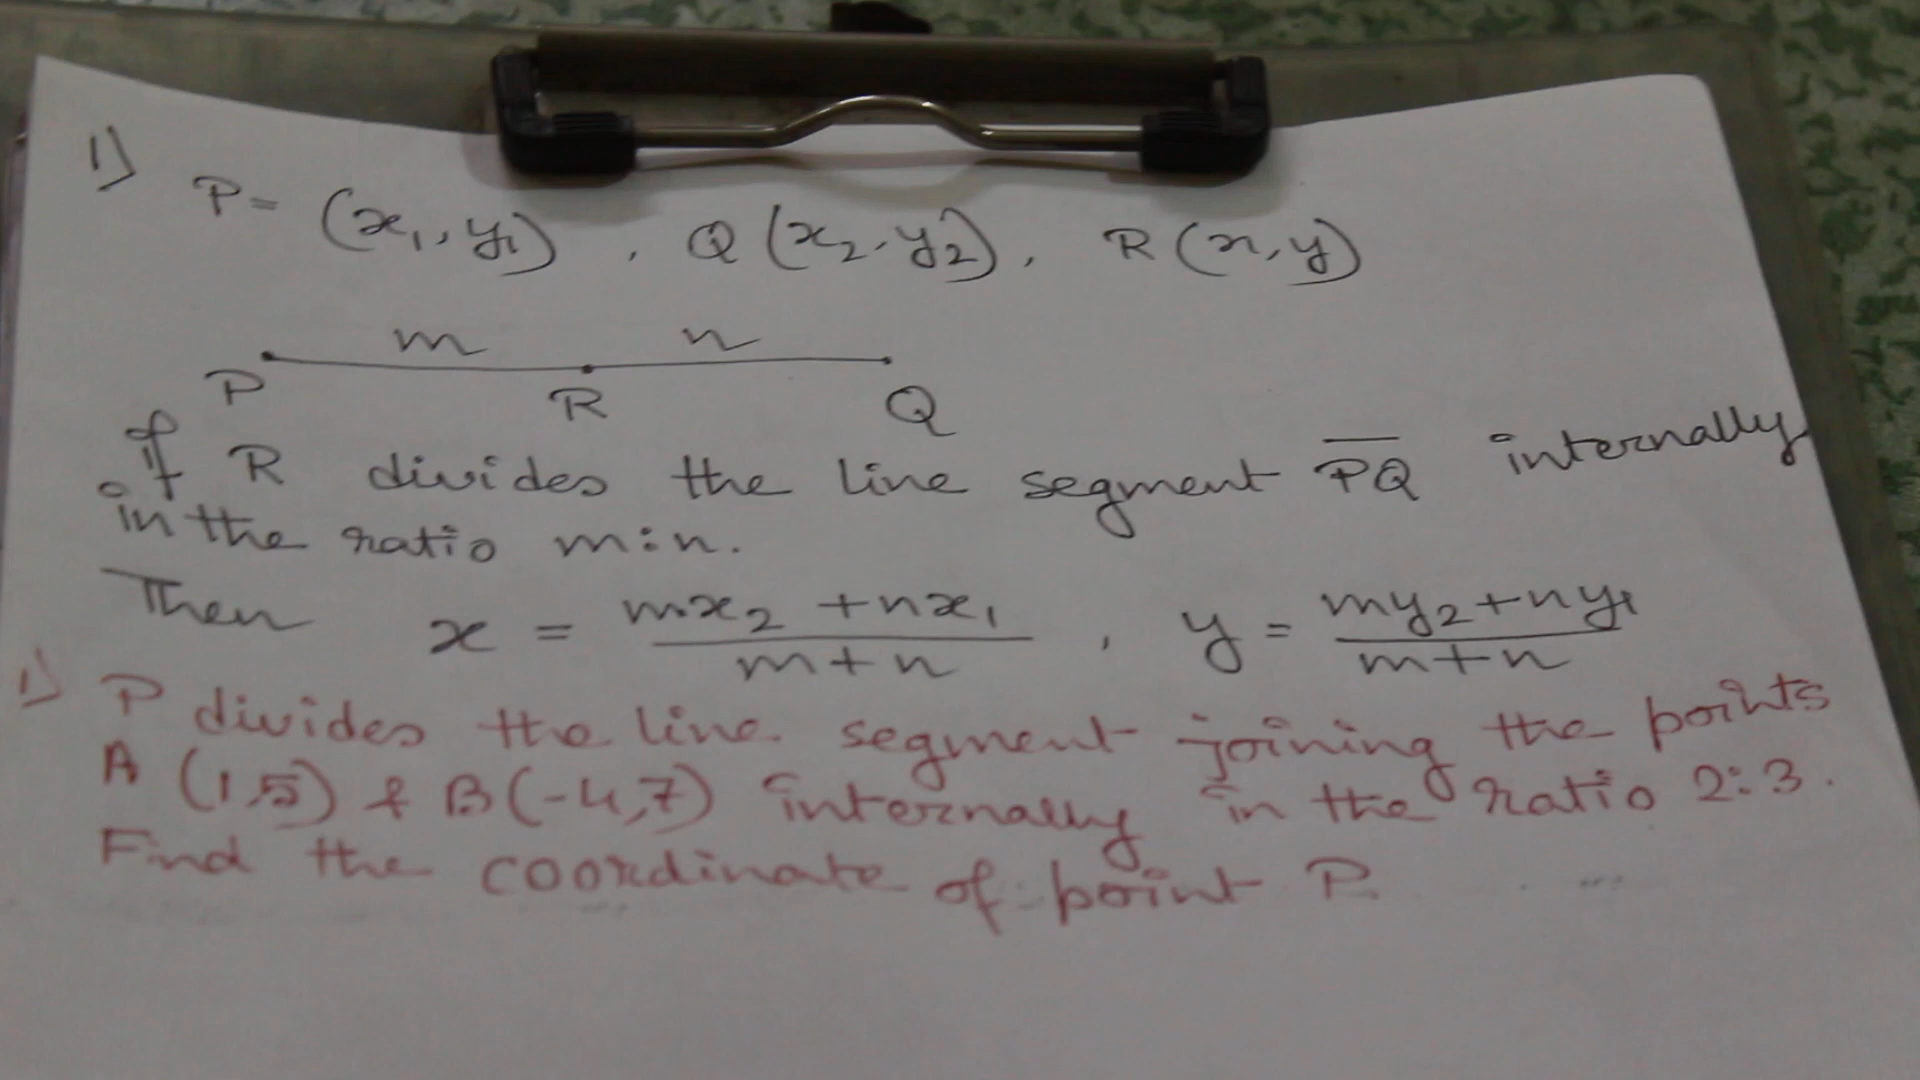 1)
P= (x₁, y₁) , Q (x₂, y₂), R (x, y)
m n
P R Q
If R divides the line segment P̅Q̅ internally
in the ratio m:n.
Then x = (mx₂ + nx₁)/(m+n) , y = (my₂+ny₁)/(m+n)
1) P divides the line segment joining the points
A (1,5) & B(-4,7) internally in the ratio 2:3.
Find the coordinate of point P.